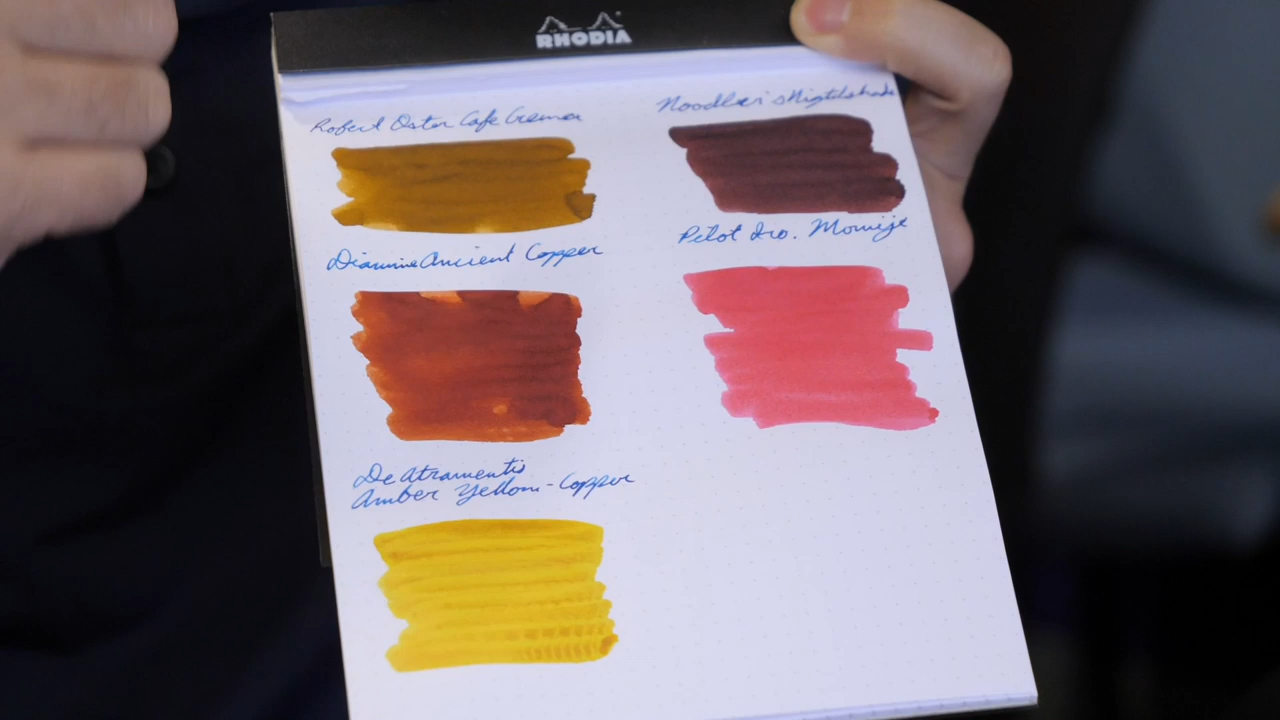 RHODIA
Robert Oster Cafe Crema
Noodler's Nightshade
Diamine Ancient Copper
Pilot Iro. Momiji
De Atramentis
Amber Yellow-Copper